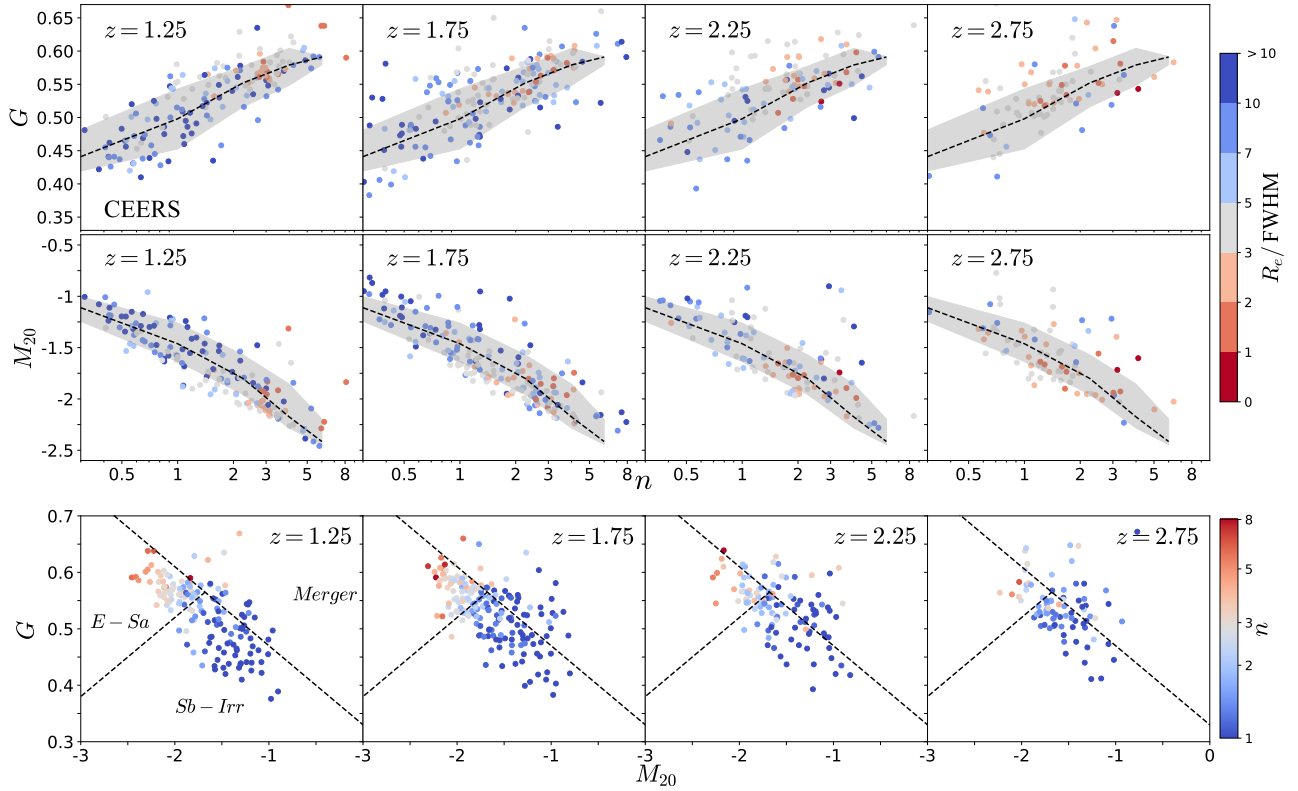 z = 1.25
z = 1.75
z = 2.25
z = 2.75
0.65
0.60
0.55
0.50
0.45
0.40
0.35
G
CEERS
z = 1.25
z = 1.75
z = 2.25
z = 2.75
-0.5
-1
-1.5
-2
-2.5
M20
0.5 1 2 3 5 8
0.5 1 2 3 5 8
0.5 1 2 3 5 8
0.5 1 2 3 5 8
n
> 10
10
7
5
3
2
1
0
Re/ FWHM
z = 1.25
z = 1.75
z = 2.25
z = 2.75
0.7
0.6
0.5
0.4
0.3
G
E − Sa
Merger
Sb − Irr
-3 -2 -1
-3 -2 -1
-3 -2 -1
-3 -2 -1 0
M20
8
5
3
2
1
n